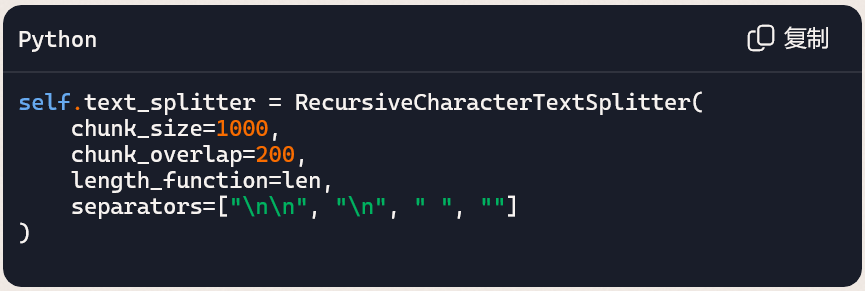 Python
复制
self.text_splitter = RecursiveCharacterTextSplitter(
    chunk_size=1000,
    chunk_overlap=200,
    length_function=len,
    separators=["\n\n", "\n", " ", ""]
)